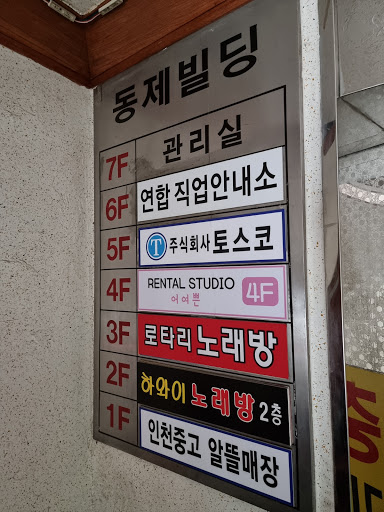 동제빌딩
7F 관리실
6F 연합 직업안내소
5F T 주식회사 토스코
4F RENTAL STUDIO 어여쁜 4F
3F 로타리 노래방
2F 하와이 노래방 2층
1F 인천중고 알뜰매장